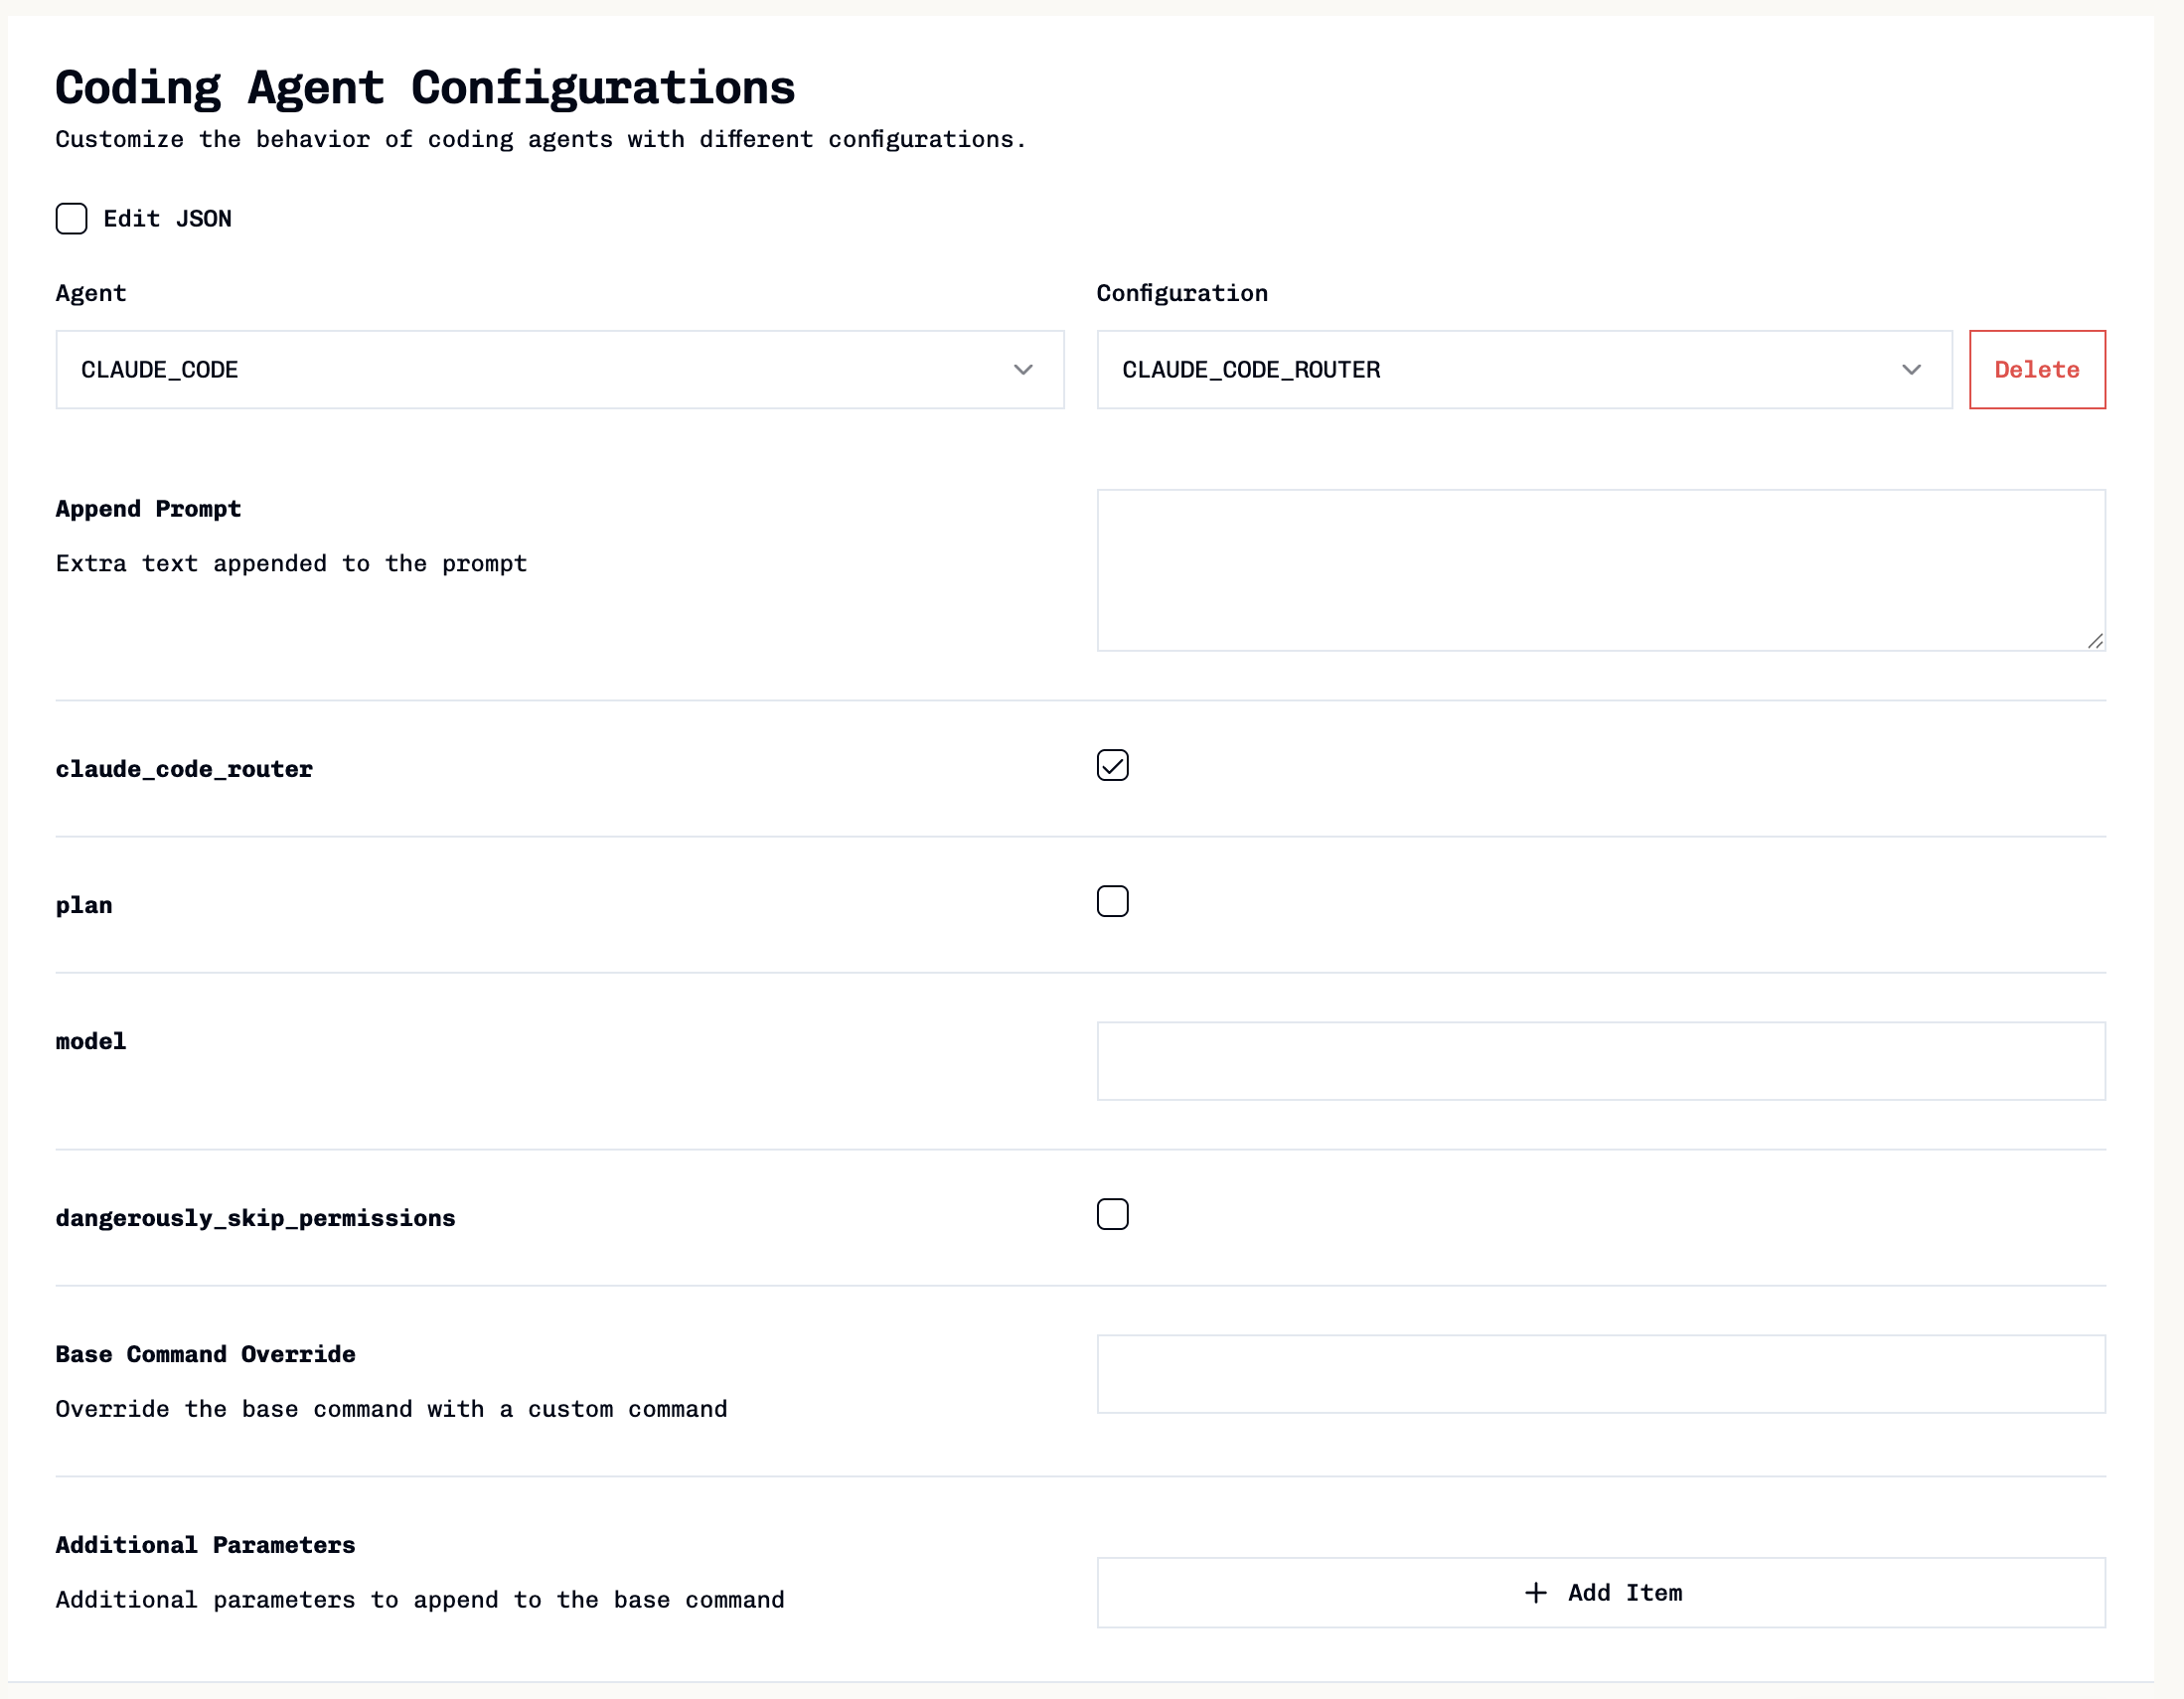 Coding Agent Configurations
Customize the behavior of coding agents with different configurations.
Edit JSON
Agent
Configuration
CLAUDE_CODE
CLAUDE_CODE_ROUTER
Delete
Append Prompt
Extra text appended to the prompt
claude_code_router
plan
model
dangerously_skip_permissions
Base Command Override
Override the base command with a custom command
Additional Parameters
Additional parameters to append to the base command
Add Item